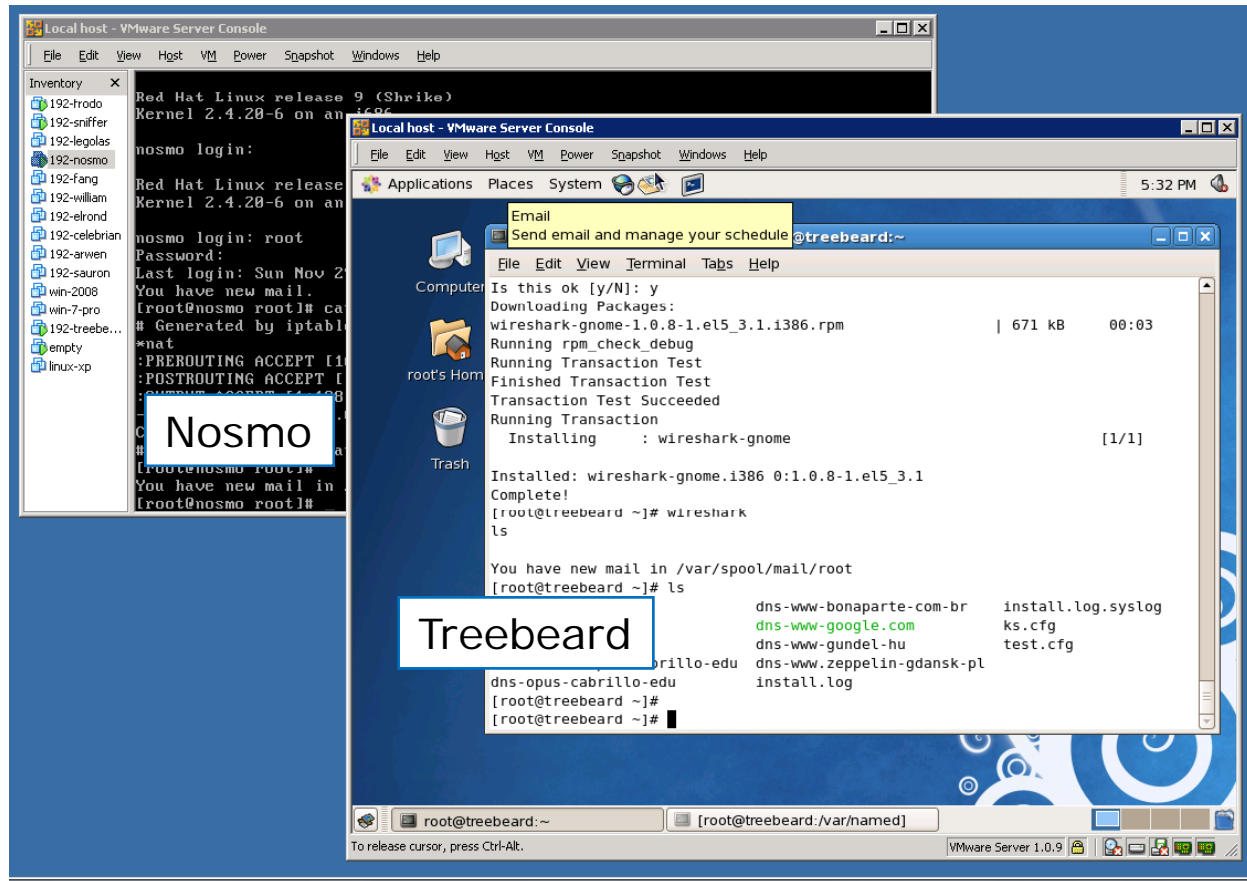 Local host - VMware Server Console
File Edit View Host VM Power Snapshot Windows Help
Inventory
192-frodo
192-sniffer
192-legolas
192-nosmo
192-fang
192-william
192-elrond
192-celebrian
192-arwen
192-sauron
win-2008
win-7-pro
192-treebe...
empty
linux-xp
Red Hat Linux release 9 (Shrike)
Kernel 2.4.20-6 on an i686
nosmo login:
Red Hat Linux release
Kernel 2.4.20-6 on an
nosmo login: root
Password:
Last login: Sun Nov 2
You have new mail.
[root@nosmo root]# ca
# Generated by iptabl
*nat
:PREROUTING ACCEPT [1
:POSTROUTING ACCEPT [
:OUTPUT ACCEPT
Nosmo
[root@nosmo root]#
You have new mail in
[root@nosmo root]# _
Local host - VMware Server Console
File Edit View Host VM Power Snapshot Windows Help
Applications Places System 5:32 PM
Email
Send email and manage your schedule
@treebeard:~
File Edit View Terminal Tabs Help
Computer
root's Hom
Trash
Is this ok [y/N]: y
Downloading Packages:
wireshark-gnome-1.0.8-1.el5_3.1.i386.rpm | 671 kB 00:03
Running rpm_check_debug
Running Transaction Test
Finished Transaction Test
Transaction Test Succeeded
Running Transaction
Installing : wireshark-gnome [1/1]
Installed: wireshark-gnome.i386 0:1.0.8-1.el5_3.1
Complete!
[root@treebeard ~]# wireshark
ls
You have new mail in /var/spool/mail/root
[root@treebeard ~]# ls
dns-www-bonaparte-com-br install.log.syslog
dns-www-google.com ks.cfg
dns-www-gundel-hu test.cfg
brillo-edu dns-www.zeppelin-gdansk-pl
dns-opus-cabrillo-edu install.log
[root@treebeard ~]#
[root@treebeard ~]#
Treebeard
root@treebeard:~ [root@treebeard:/var/named]
To release cursor, press Ctrl-Alt. VMware Server 1.0.9